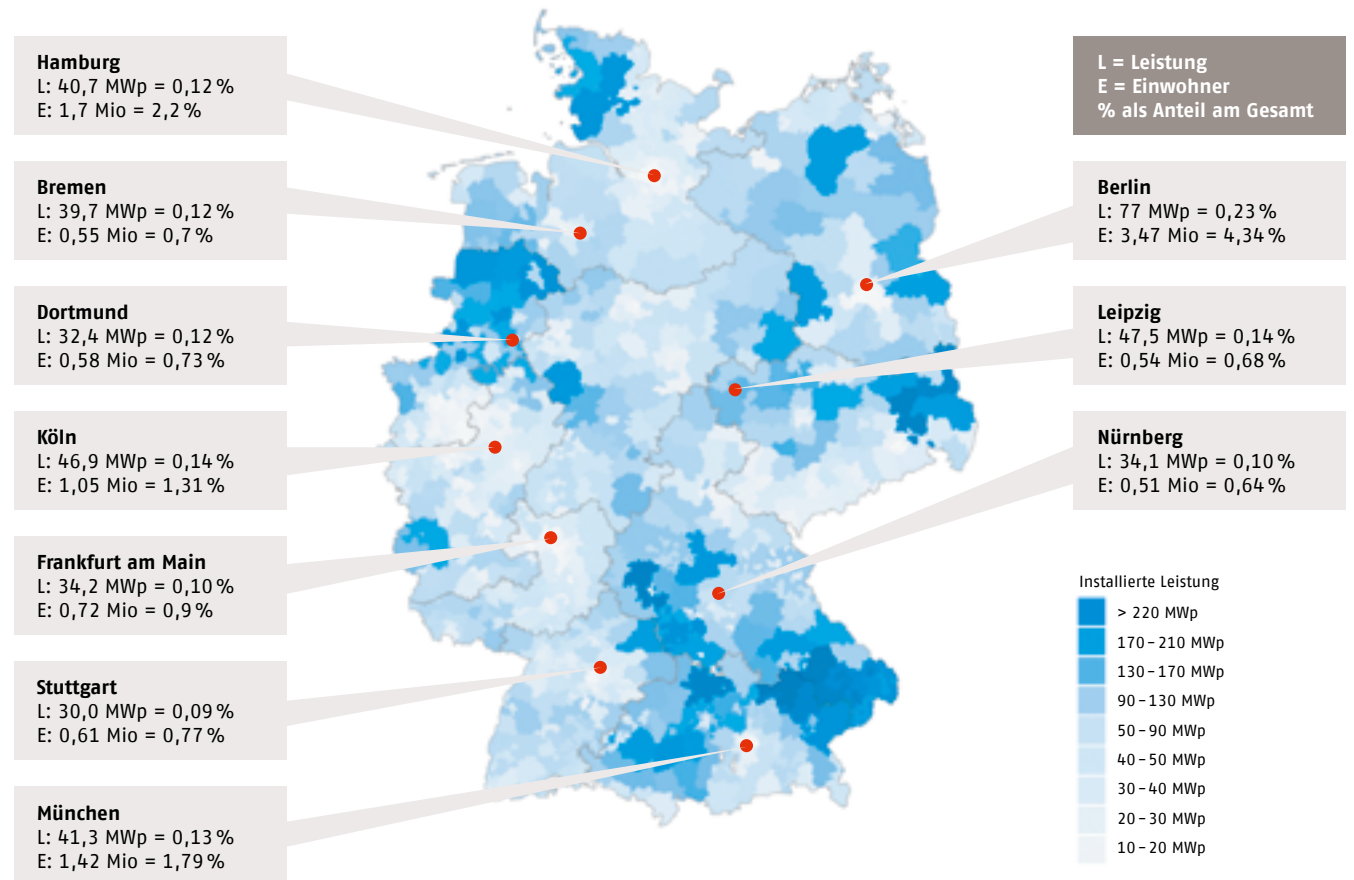 Hamburg
L: 40,7 MWp = 0,12 %
E: 1,7 Mio = 2,2 %
Bremen
L: 39,7 MWp = 0,12 %
E: 0,55 Mio = 0,7 %
Dortmund
L: 32,4 MWp = 0,12 %
E: 0,58 Mio = 0,73 %
Köln
L: 46,9 MWp = 0,14 %
E: 1,05 Mio = 1,31 %
Frankfurt am Main
L: 34,2 MWp = 0,10 %
E: 0,72 Mio = 0,9 %
Stuttgart
L: 30,0 MWp = 0,09 %
E: 0,61 Mio = 0,77 %
München
L: 41,3 MWp = 0,13 %
E: 1,42 Mio = 1,79 %
L = Leistung
E = Einwohner
% als Anteil am Gesamt
Berlin
L: 77 MWp = 0,23 %
E: 3,47 Mio = 4,34 %
Leipzig
L: 47,5 MWp = 0,14 %
E: 0,54 Mio = 0,68 %
Nürnberg
L: 34,1 MWp = 0,10 %
E: 0,51 Mio = 0,64 %
Installierte Leistung
> 220 MWp
170 – 210 MWp
130 – 170 MWp
90 – 130 MWp
50 – 90 MWp
40 – 50 MWp
30 – 40 MWp
20 – 30 MWp
10 – 20 MWp